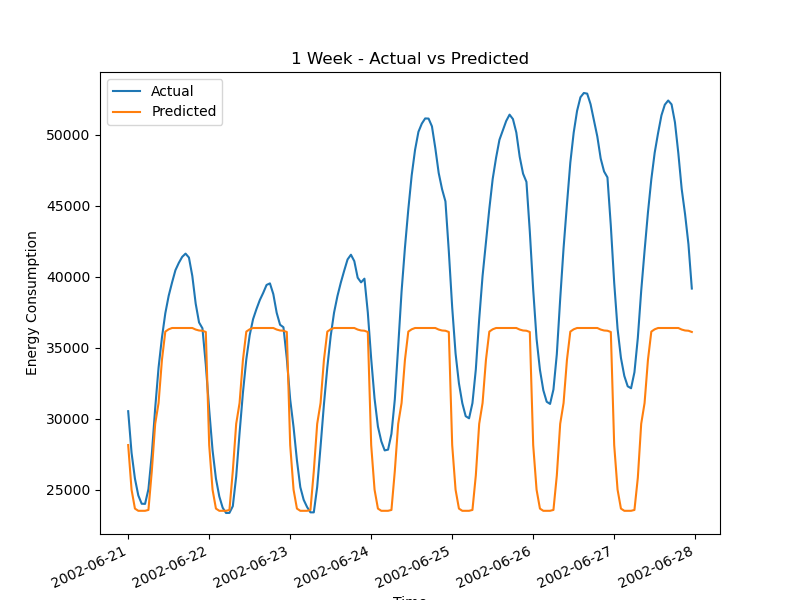 1 Week - Actual vs Predicted
Actual
Predicted
50000
45000
40000
35000
30000
25000
Energy Consumption
2002-06-21
2002-06-22
2002-06-23
2002-06-24
2002-06-25
2002-06-26
2002-06-27
2002-06-28
Time